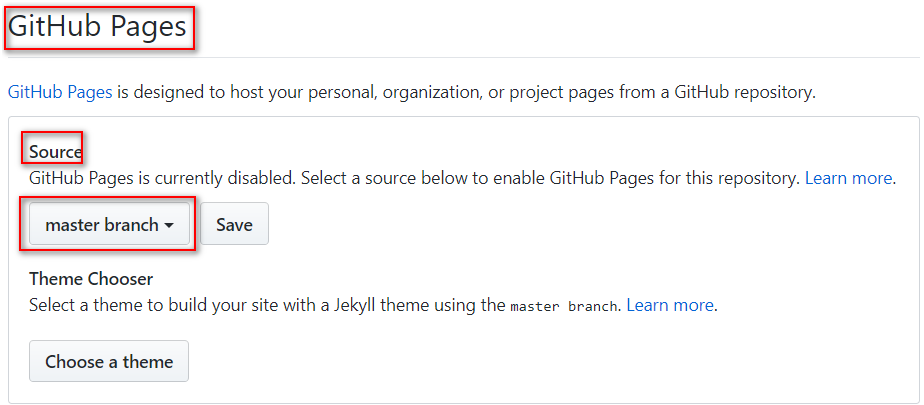 GitHub Pages
GitHub Pages is designed to host your personal, organization, or project pages from a GitHub repository.
Source
GitHub Pages is currently disabled. Select a source below to enable GitHub Pages for this repository. Learn more.
master branch Save
Theme Chooser
Select a theme to build your site with a Jekyll theme using the master branch. Learn more.
Choose a theme